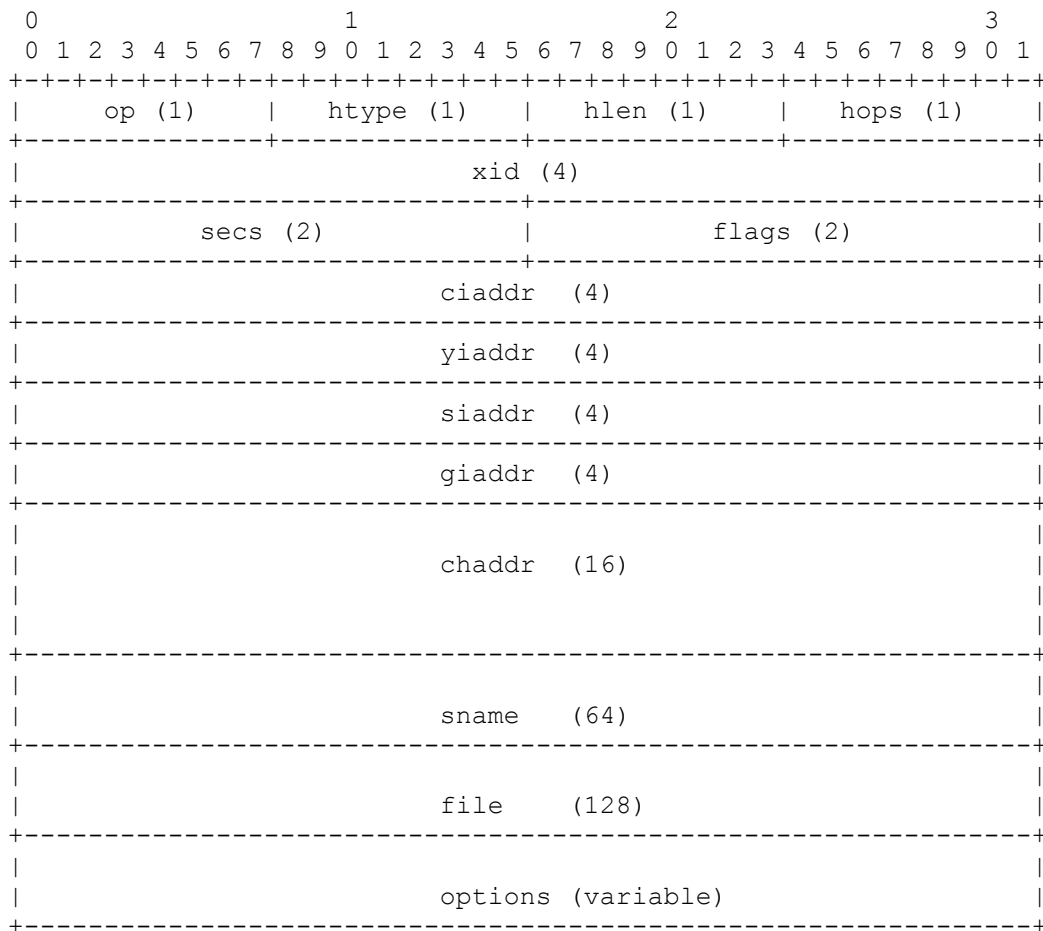 0                   1                   2                   3
0 1 2 3 4 5 6 7 8 9 0 1 2 3 4 5 6 7 8 9 0 1 2 3 4 5 6 7 8 9 0 1
op (1) | htype (1) | hlen (1) | hops (1)
xid (4)
secs (2) | flags (2)
ciaddr (4)
yiaddr (4)
siaddr (4)
giaddr (4)
chaddr (16)
sname (64)
file (128)
options (variable)